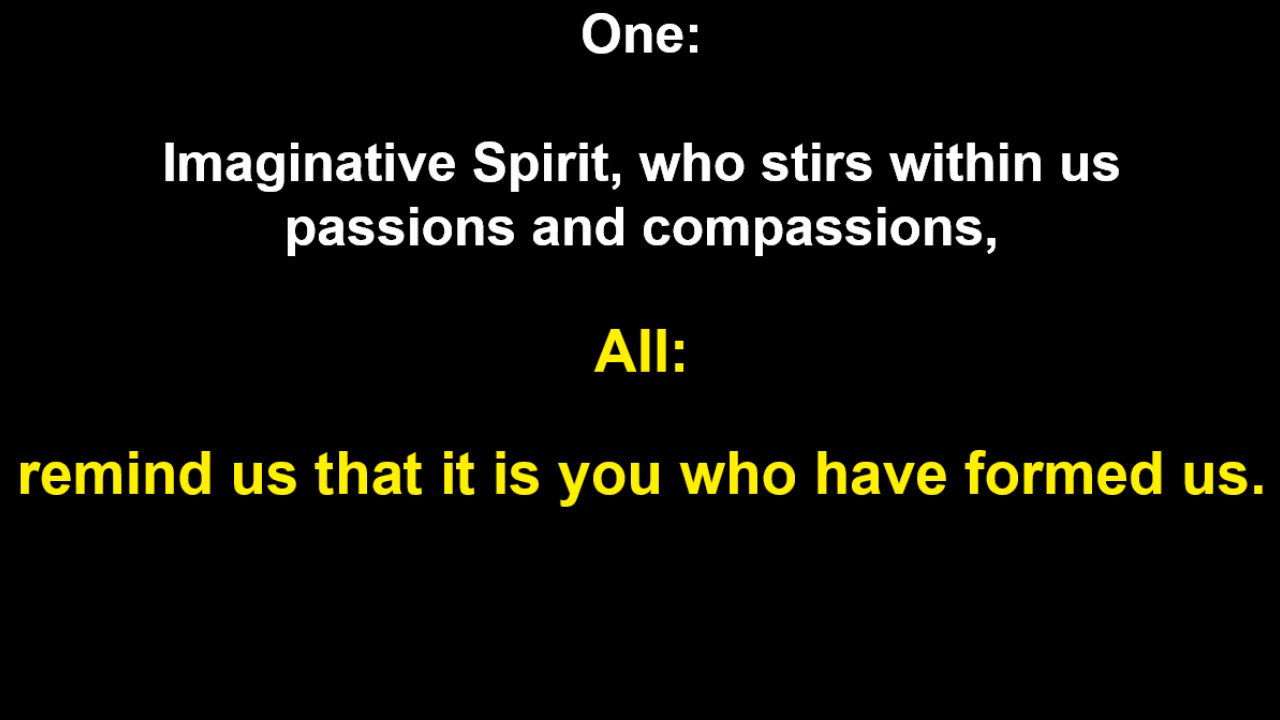 One:
Imaginative Spirit, who stirs within us
passions and compassions,
All:
remind us that it is you who have formed us.